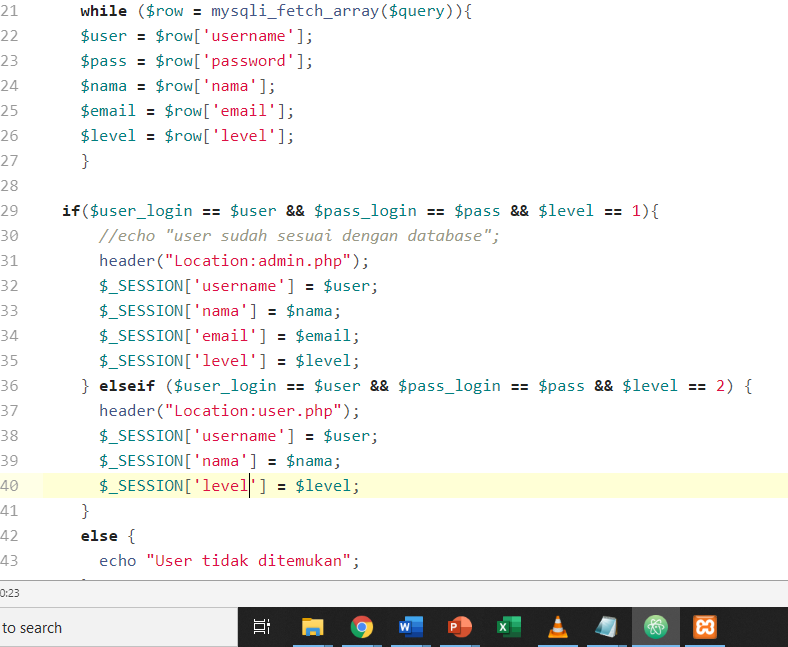 21 while ($row = mysqli_fetch_array($query)){
22 $user = $row['username'];
23 $pass = $row['password'];
24 $nama = $row['nama'];
25 $email = $row['email'];
26 $level = $row['level'];
27 }
28
29 if($user_login == $user && $pass_login == $pass && $level == 1){
30 //echo "user sudah sesuai dengan database";
31 header("Location:admin.php");
32 $_SESSION['username'] = $user;
33 $_SESSION['nama'] = $nama;
34 $_SESSION['email'] = $email;
35 $_SESSION['level'] = $level;
36 } elseif ($user_login == $user && $pass_login == $pass && $level == 2) {
37 header("Location:user.php");
38 $_SESSION['username'] = $user;
39 $_SESSION['nama'] = $nama;
40 $_SESSION['level'] = $level;
41 }
42 else {
43 echo "User tidak ditemukan";
0:23
to search